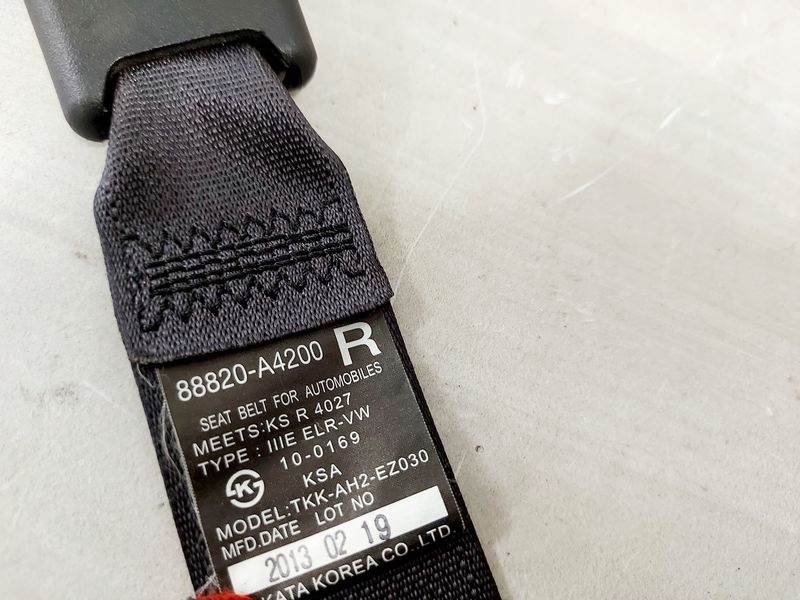 88820-A4200 R
SEAT BELT FOR AUTOMOBILES
MEETS:KS R 4027
TYPE : IIIE ELR-VW
10-0169
K KSA
MODEL:TKK-AH2-EZ030
MFD.DATE LOT NO
2013 02 19
KATA KOREA CO. LTD